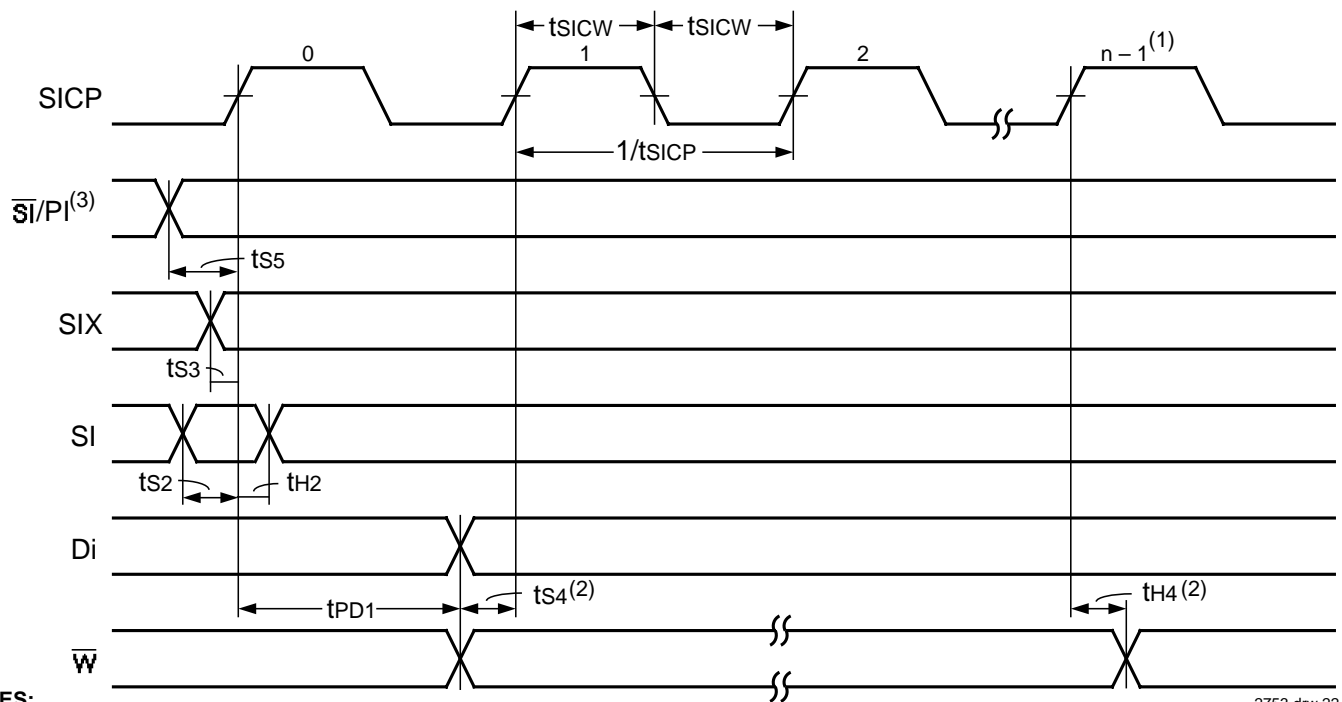 tSICW tSICW
0 1 2 n – 1(1)
SICP
1/tSICP
SI/PI(3)
tS5
SIX
tS3
SI
tS2 tH2
Di
tPD1 tS4(2) tH4(2)
W
ES: